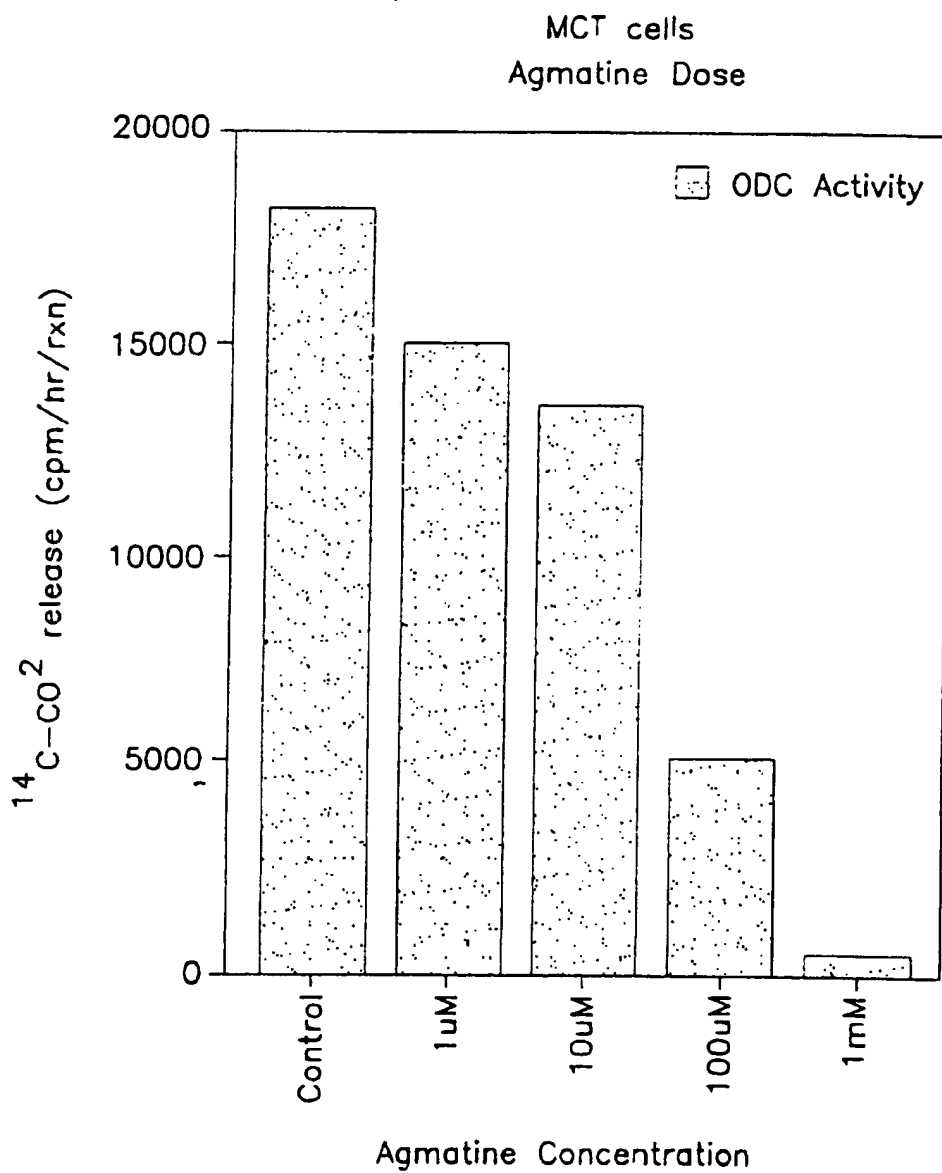 MCT cells
Agmatine Dose
20000
15000
10000
5000
0
ODC Activity
¹⁴C-CO² release (cpm/hr/rxn)
Control
1uM
10uM
100uM
1mM
Agmatine Concentration